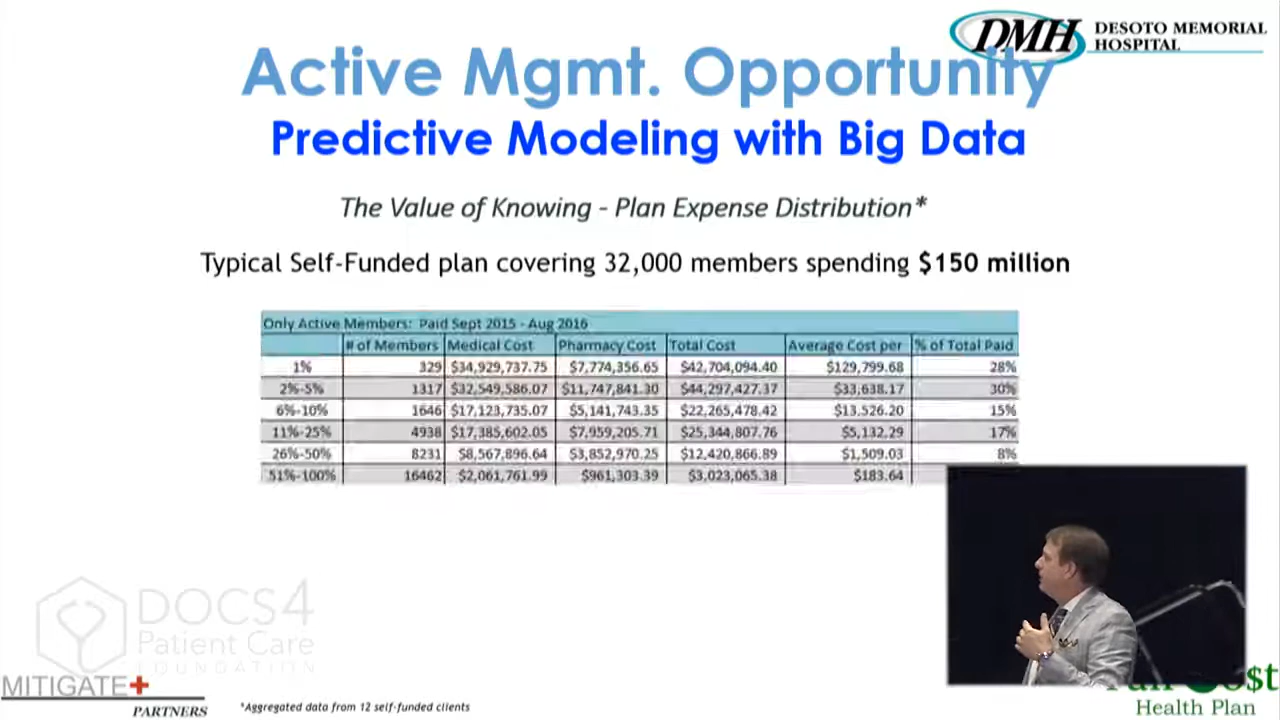 DMH DESOTO MEMORIAL
HOSPITAL
Active Mgmt. Opportunity
Predictive Modeling with Big Data
The Value of Knowing - Plan Expense Distribution*
Typical Self-Funded plan covering 32,000 members spending $150 million
Only Active Members: Paid Sept 2015 - Aug 2016
# of Members Medical Cost Pharmacy Cost Total Cost Average Cost per % of Total Paid
1% 329 $34,929,737.75 $7,774,356.65 $42,704,094.40 $129,799.68 28%
2%-5% 1317 $32,549,586.07 $11,747,841.30 $44,297,427.37 $33,638.17 30%
6%-10% 1646 $17,123,735.07 $5,141,743.35 $22,265,478.42 $13,526.20 15%
11%-25% 4938 $17,385,602.05 $7,959,205.71 $25,344,807.76 $5,132.29 17%
26%-50% 8231 $8,567,896.64 $3,852,970.25 $12,420,866.89 $1,509.03 8%
51%-100% 16462 $2,061,761.99 $961,303.39 $3,023,065.38 $183.64
DOCS4
Patient Care
FOUNDATION
MITIGATE+
PARTNERS
*Aggregated data from 12 self-funded clients
Health Plan